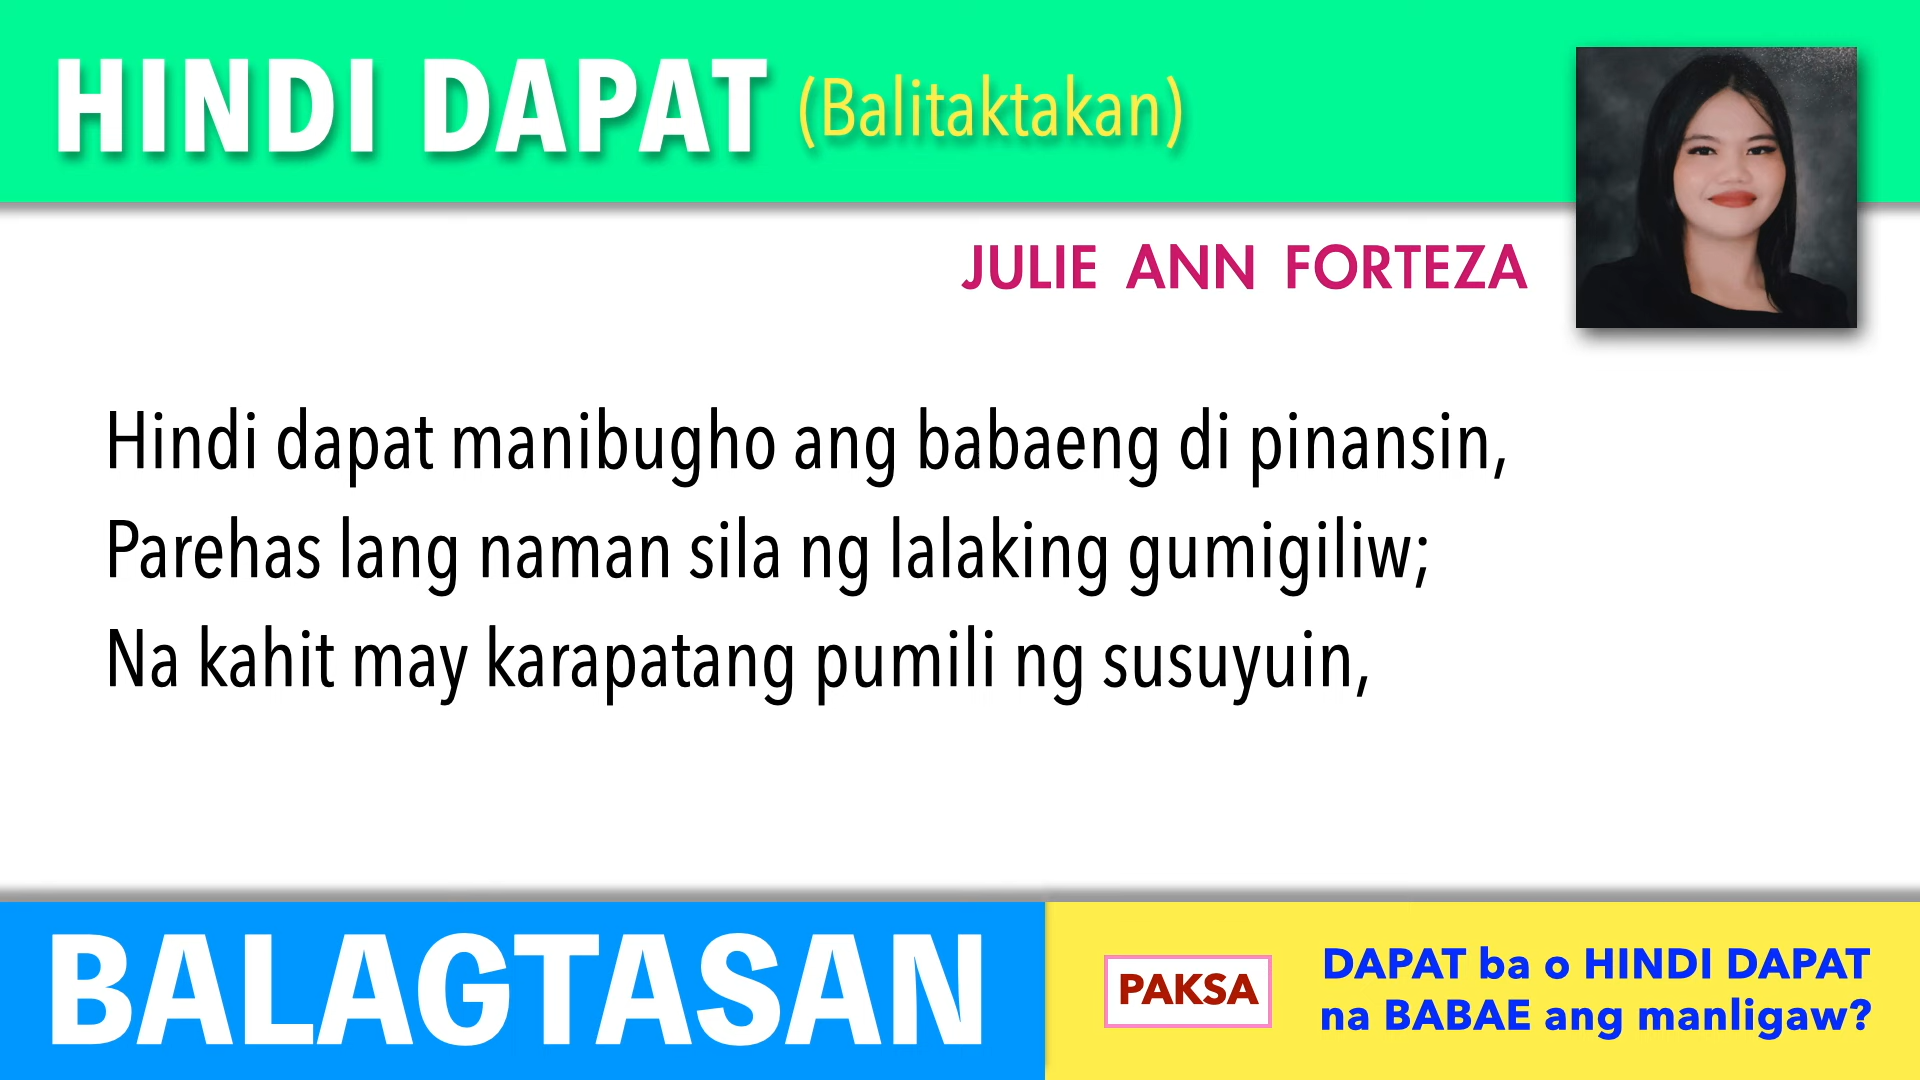 HINDI DAPAT (Balitaktakan)
JULIE ANN FORTEZA
Hindi dapat manibugho ang babaeng di pinansin,
Parehas lang naman sila ng lalaking gumigiliw;
Na kahit may karapatang pumili ng susuyuin,
BALAGTASAN
PAKSA
DAPAT ba o HINDI DAPAT
na BABAE ang manligaw?